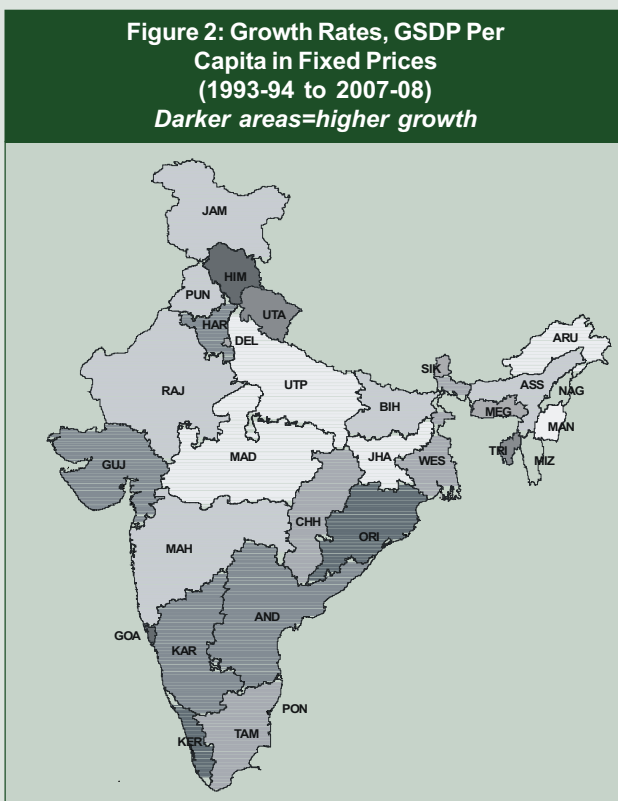 Figure 2: Growth Rates, GSDP Per
Capita in Fixed Prices
(1993-94 to 2007-08)
Darker areas=higher growth
JAM
HIM
PUN
UTA
HAR
DEL
ARU
SIK
UTP
ASS
NAG
RAJ
BIH
MEG
MAN
TRI
MIZ
GUJ
MAD
JHA
WES
CHH
ORI
MAH
AND
GOA
KAR
PON
KER
TAM